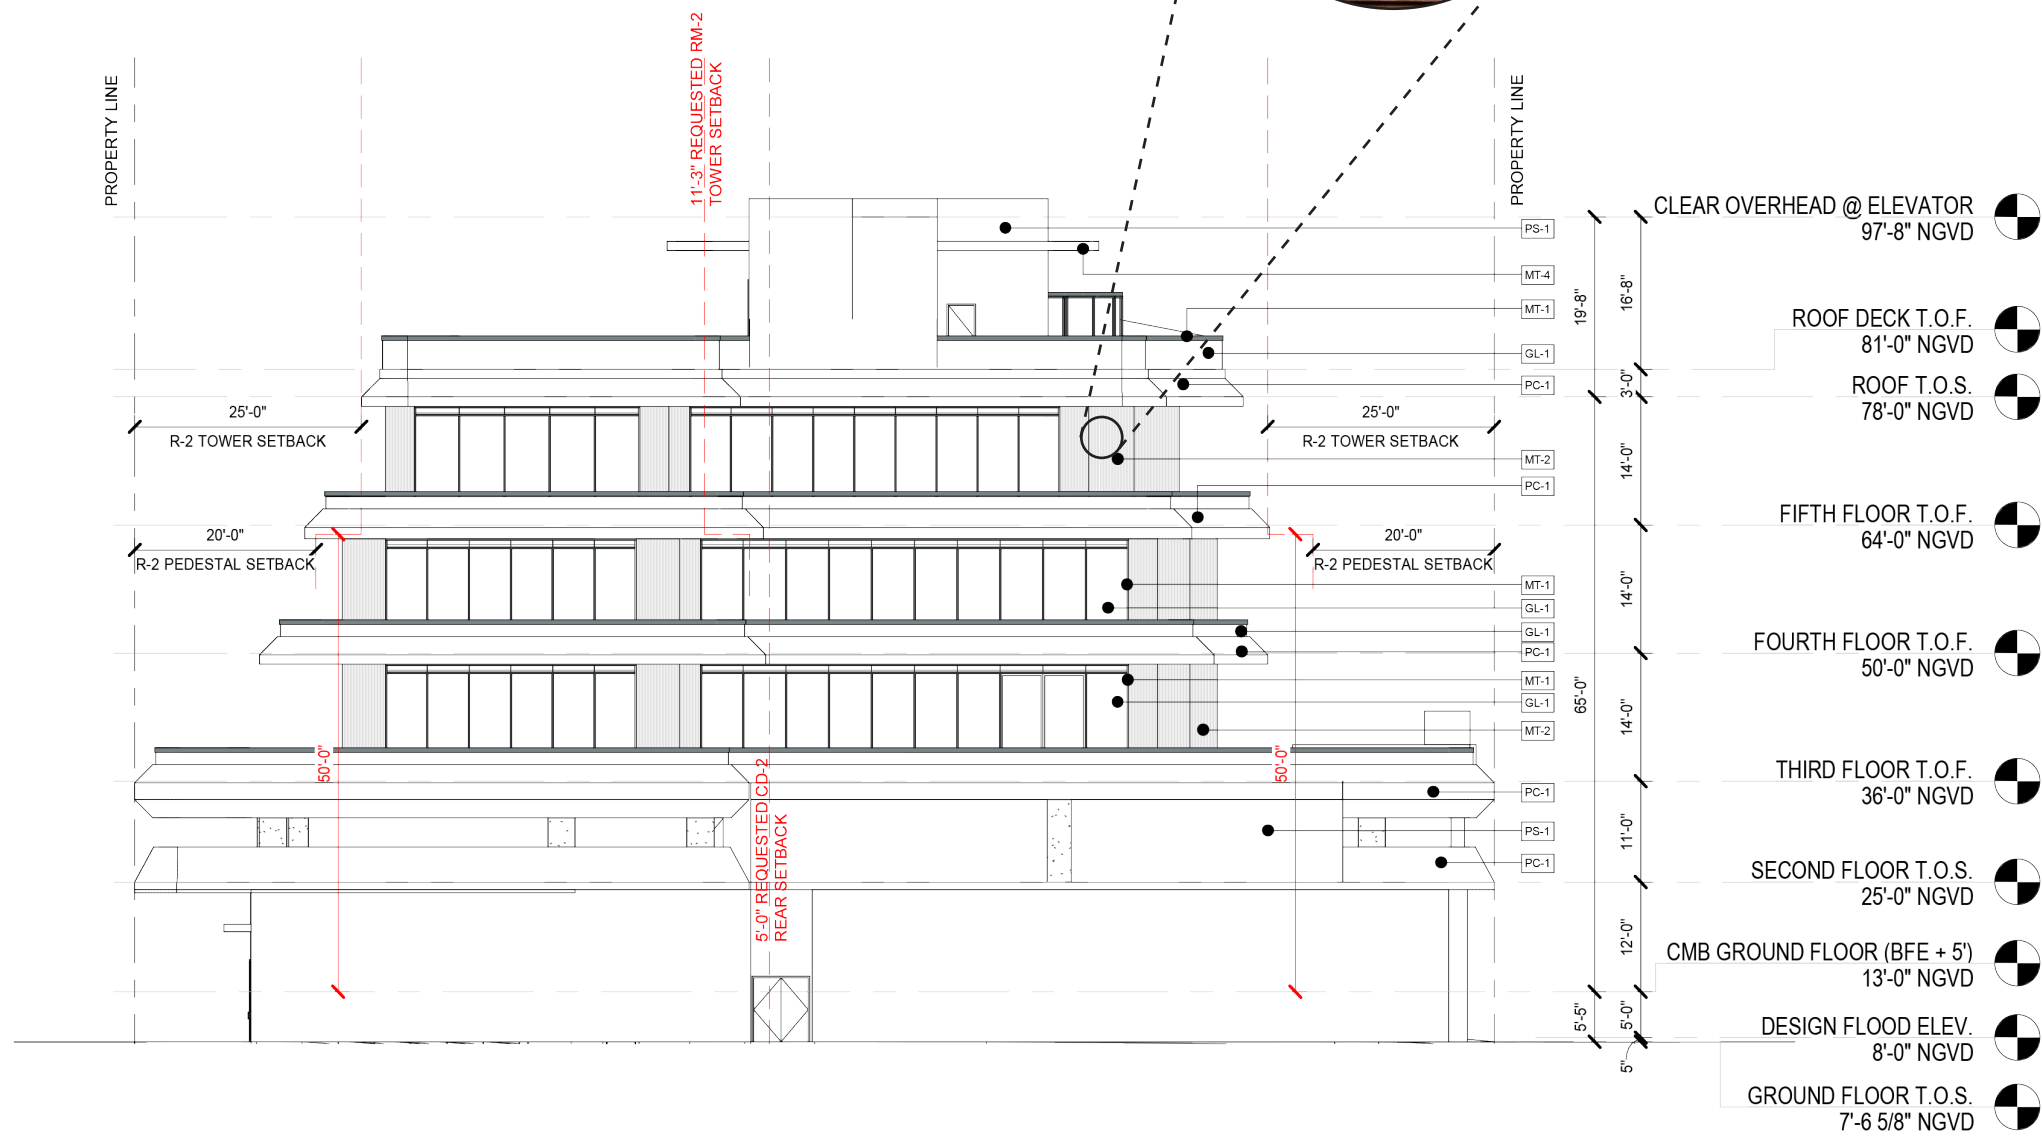 PROPERTY LINE
11'-3" REQUESTED RM-2
TOWER SETBACK
PROPERTY LINE
CLEAR OVERHEAD @ ELEVATOR
97'-8" NGVD
PS-1
MT-4
MT-1
GL-1
PC-1
19'-8"
16'-8"
ROOF DECK T.O.F.
81'-0" NGVD
3'-0"
ROOF T.O.S.
78'-0" NGVD
25'-0"
R-2 TOWER SETBACK
25'-0"
R-2 TOWER SETBACK
MT-2
PC-1
14'-0"
FIFTH FLOOR T.O.F.
64'-0" NGVD
20'-0"
R-2 PEDESTAL SETBACK
20'-0"
R-2 PEDESTAL SETBACK
MT-1
GL-1
GL-1
PC-1
14'-0"
FOURTH FLOOR T.O.F.
50'-0" NGVD
MT-1
GL-1
MT-2
65'-0"
14'-0"
50'-0"
50'-0"
THIRD FLOOR T.O.F.
36'-0" NGVD
PC-1
PS-1
PC-1
11'-0"
5'-0" REQUESTED CD-2
REAR SETBACK
SECOND FLOOR T.O.S.
25'-0" NGVD
12'-0"
CMB GROUND FLOOR (BFE + 5')
13'-0" NGVD
5'-5"
5'-0"
DESIGN FLOOD ELEV.
8'-0" NGVD
5"
GROUND FLOOR T.O.S.
7'-6 5/8" NGVD